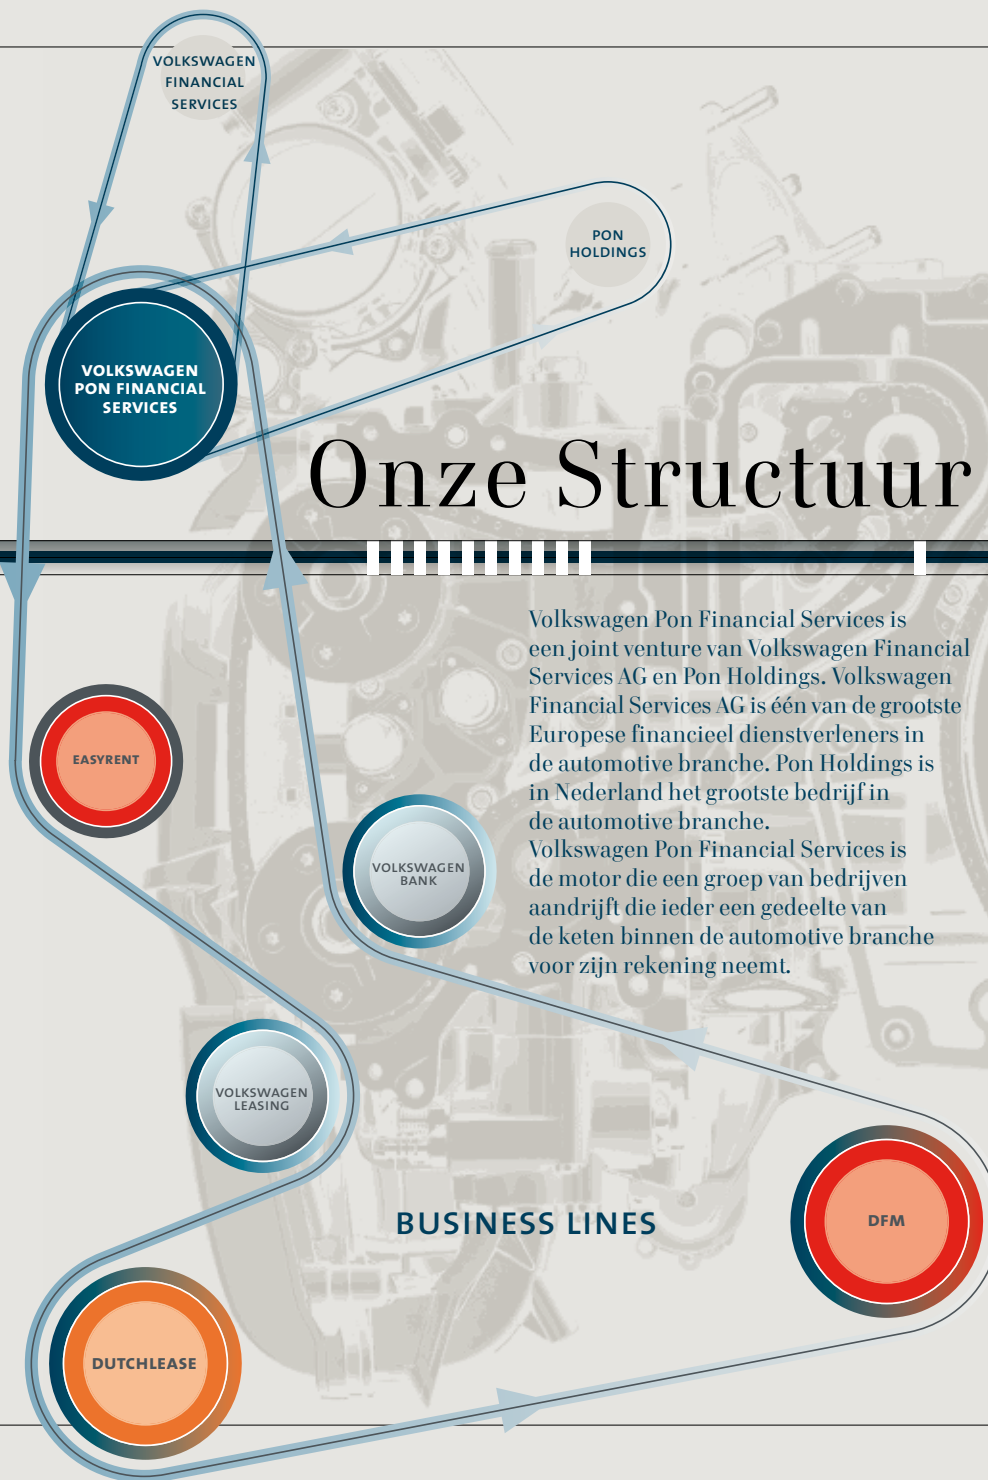 VOLKSWAGEN
FINANCIAL
SERVICES
PON
HOLDINGS
VOLKSWAGEN
PON FINANCIAL
SERVICES
Onze Structuur
Volkswagen Pon Financial Services is
een joint venture van Volkswagen Financial
Services AG en Pon Holdings. Volkswagen
Financial Services AG is één van de grootste
Europese financieel dienstverleners in
de automotive branche. Pon Holdings is
in Nederland het grootste bedrijf in
de automotive branche.
Volkswagen Pon Financial Services is
de motor die een groep van bedrijven
aandrijft die ieder een gedeelte van
de keten binnen de automotive branche
voor zijn rekening neemt.
EASYRENT
VOLKSWAGEN
BANK
VOLKSWAGEN
LEASING
BUSINESS LINES
DFM
DUTCHLEASE